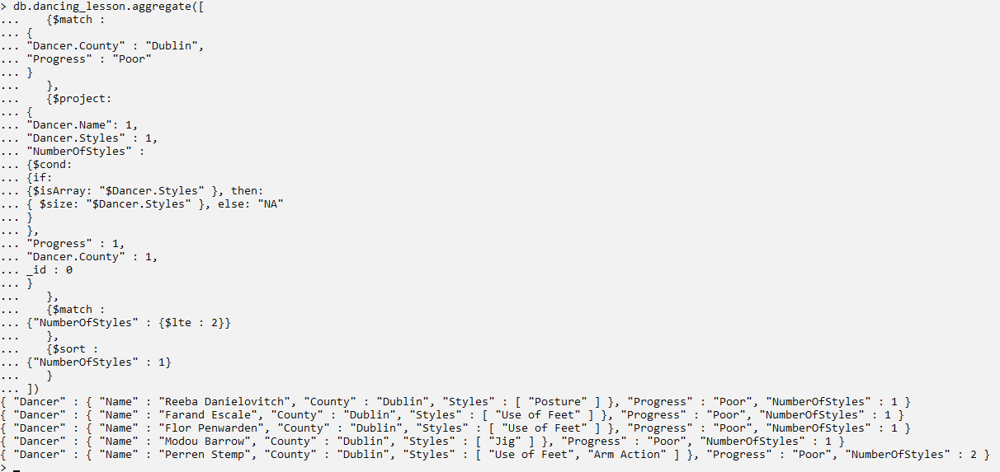 > db.dancing_lesson.aggregate([
...     {$match :
... {
... "Dancer.County" : "Dublin",
... "Progress" : "Poor"
... }
...     },
...     {$project:
... {
... "Dancer.Name": 1,
... "Dancer.Styles" : 1,
... "NumberOfStyles" :
... {$cond:
... {if:
... {$isArray: "$Dancer.Styles" }, then:
... { $size: "$Dancer.Styles" }, else: "NA"
... }
... },
... "Progress" : 1,
... "Dancer.County" : 1,
... _id : 0
... }
...     },
...     {$match :
... {"NumberOfStyles" : {$lte : 2}}
...     },
...     {$sort :
... {"NumberOfStyles" : 1}
...     }
... ])
{ "Dancer" : { "Name" : "Reeba Danielovitch", "County" : "Dublin", "Styles" : [ "Posture" ] }, "Progress" : "Poor", "NumberOfStyles" : 1 }
{ "Dancer" : { "Name" : "Farand Escale", "County" : "Dublin", "Styles" : [ "Use of Feet" ] }, "Progress" : "Poor", "NumberOfStyles" : 1 }
{ "Dancer" : { "Name" : "Flor Penwarden", "County" : "Dublin", "Styles" : [ "Use of Feet" ] }, "Progress" : "Poor", "NumberOfStyles" : 1 }
{ "Dancer" : { "Name" : "Modou Barrow", "County" : "Dublin", "Styles" : [ "Jig" ] }, "Progress" : "Poor", "NumberOfStyles" : 1 }
{ "Dancer" : { "Name" : "Perren Stemp", "County" : "Dublin", "Styles" : [ "Use of Feet", "Arm Action" ] }, "Progress" : "Poor", "NumberOfStyles" : 2 }
> _